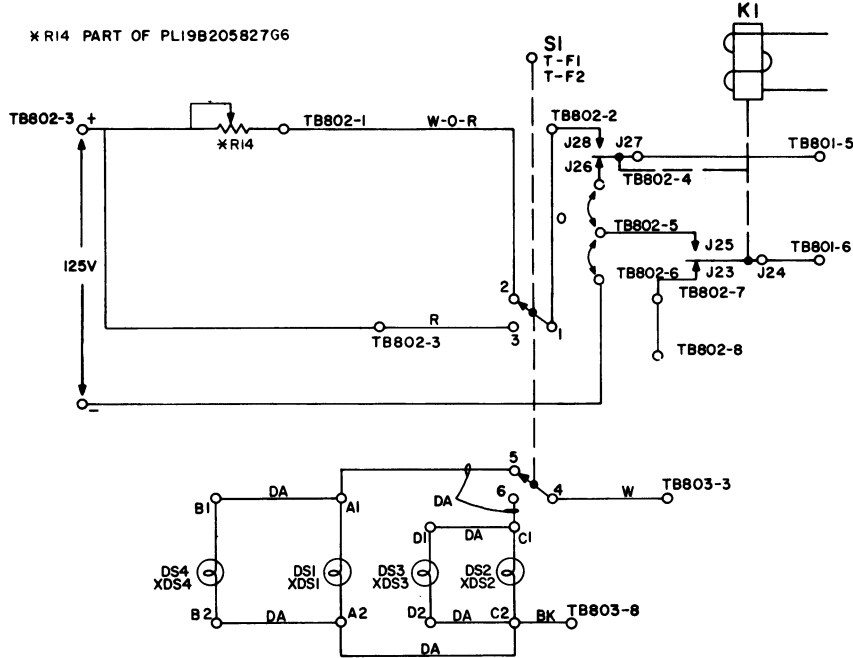 K1
*R14 PART OF PL19B205827G6
S1
T-F1
T-F2
TB802-3 +
TB802-1
W-O-R
TB802-2
*R14
J28
J27
TB801-5
J26
TB802-4
O
TB802-5
J25
TB801-6
125V
TB802-6
J23
J24
TB802-7
2
R
TB802-3
3
1
TB802-8
-
5
6
4
W
TB803-3
DA
B1
DA
A1
D1
DA
C1
DS4
XDS4
DS1
XDS1
DS3
XDS3
DS2
XDS2
B2
DA
A2
D2
DA
C2
BK
TB803-8
DA